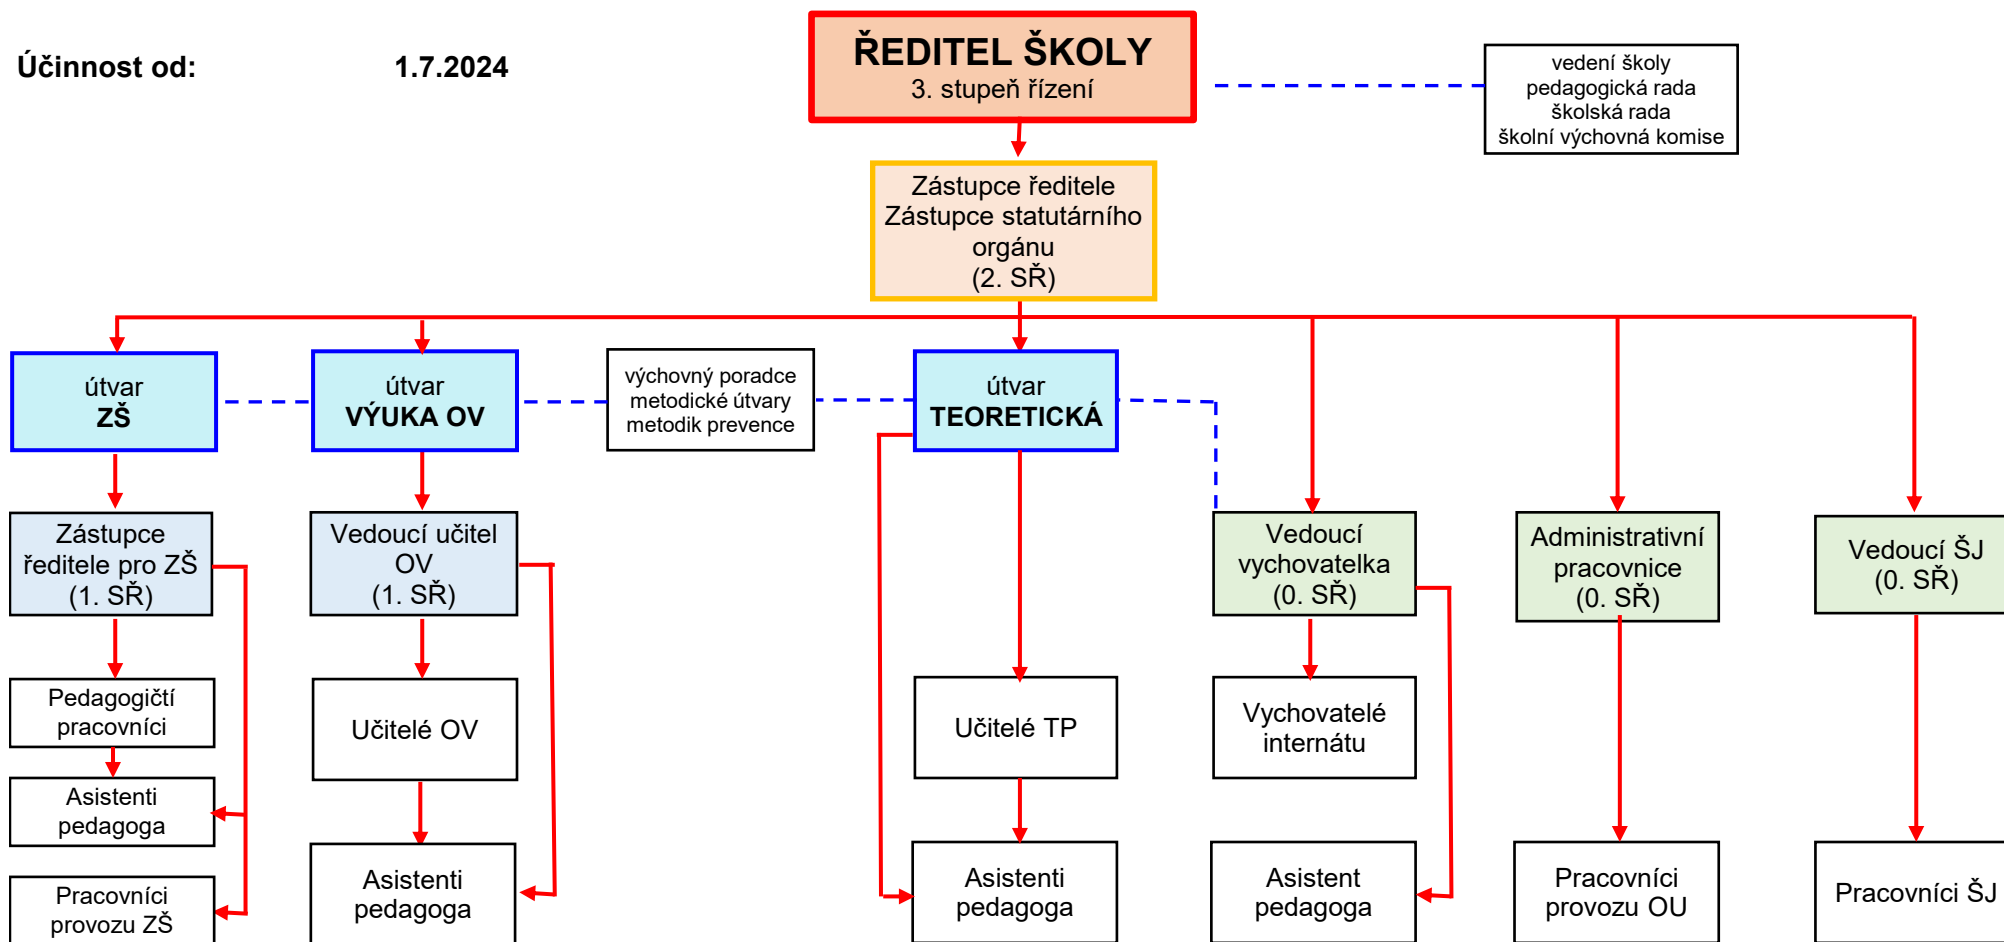 Účinnost od: 1.7.2024
ŘEDITEL ŠKOLY
3. stupeň řízení
vedení školy
pedagogická rada
školská rada
školní výchovná komise
Zástupce ředitele
Zástupce statutárního
orgánu
(2. SŘ)
útvar
ZŠ
útvar
VÝUKA OV
výchovný poradce
metodické útvary
metodik prevence
útvar
TEORETICKÁ
Zástupce
ředitele pro ZŠ
(1. SŘ)
Vedoucí učitel
OV
(1. SŘ)
Vedoucí
vychovatelka
(0. SŘ)
Administrativní
pracovnice
(0. SŘ)
Vedoucí ŠJ
(0. SŘ)
Pedagogičtí
pracovníci
Učitelé OV
Učitelé TP
Vychovatelé
internátu
Asistenti
pedagoga
Pracovníci
provozu ZŠ
Asistenti
pedagoga
Asistenti
pedagoga
Asistent
pedagoga
Pracovníci
provozu OU
Pracovníci ŠJ